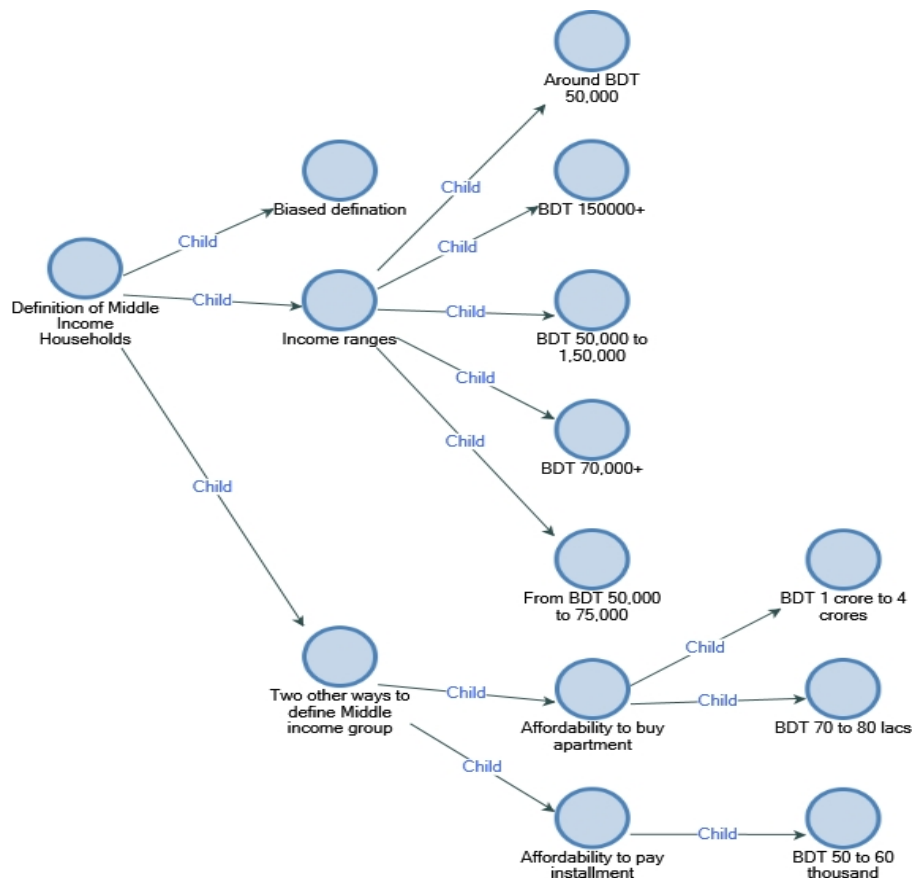 Around BDT
50,000
Child
Biased defination
BDT 150000+
Child
Child
Definition of Middle
Income
Households
Child
Income ranges
Child
BDT 50,000 to
1,50,000
Child
BDT 70,000+
Child
Child
From BDT 50,000
to 75,000
BDT 1 crore to 4
crores
Child
Two other ways to
define Middle
income group
Child
Affordability to buy
apartment
Child
BDT 70 to 80 lacs
Child
Affordability to pay
installment
Child
BDT 50 to 60
thousand